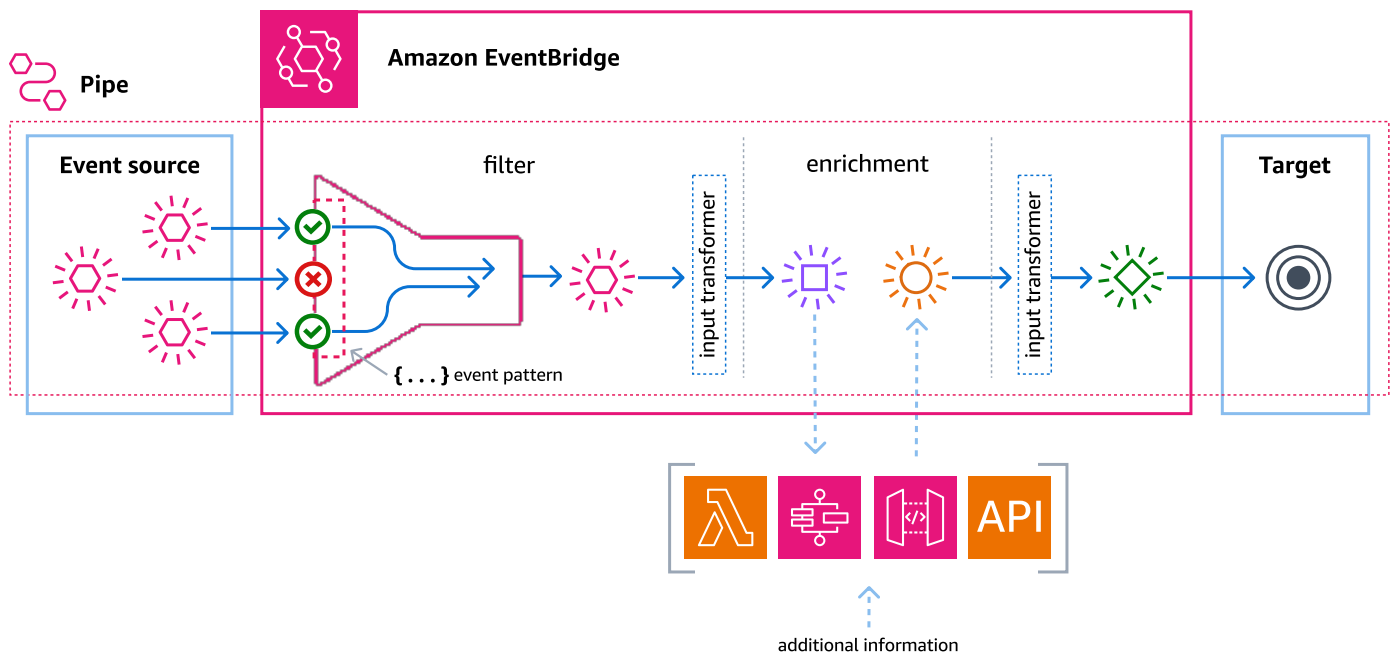 Amazon EventBridge
Pipe
Event source
filter
enrichment
Target
input transformer
input transformer
{...} event pattern
</>
API
additional information